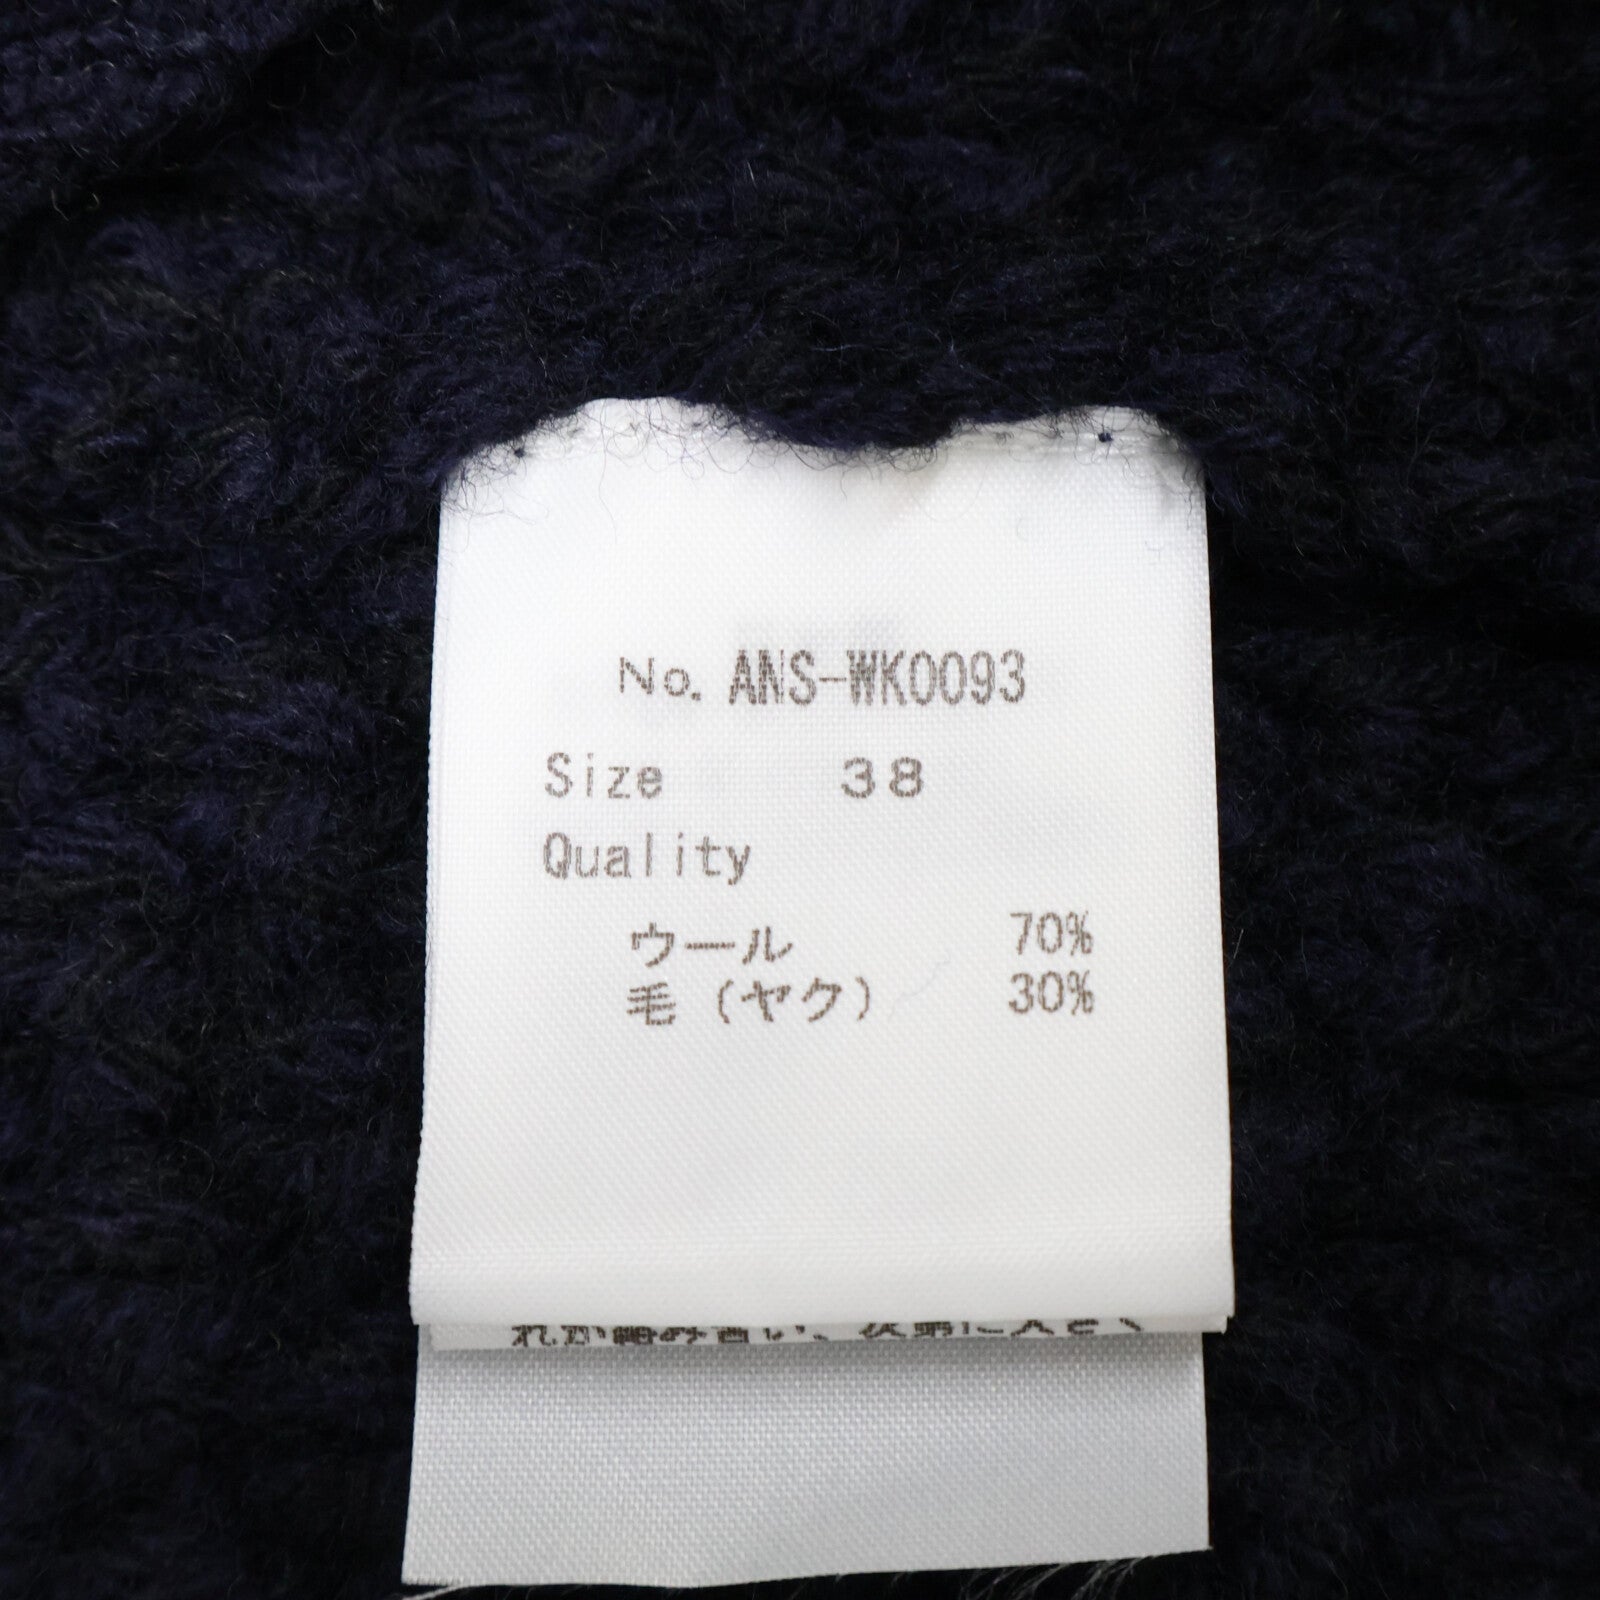 No. ANS-WK0093
Size 38
Quality
ウール 70%
毛(ヤク) 30%